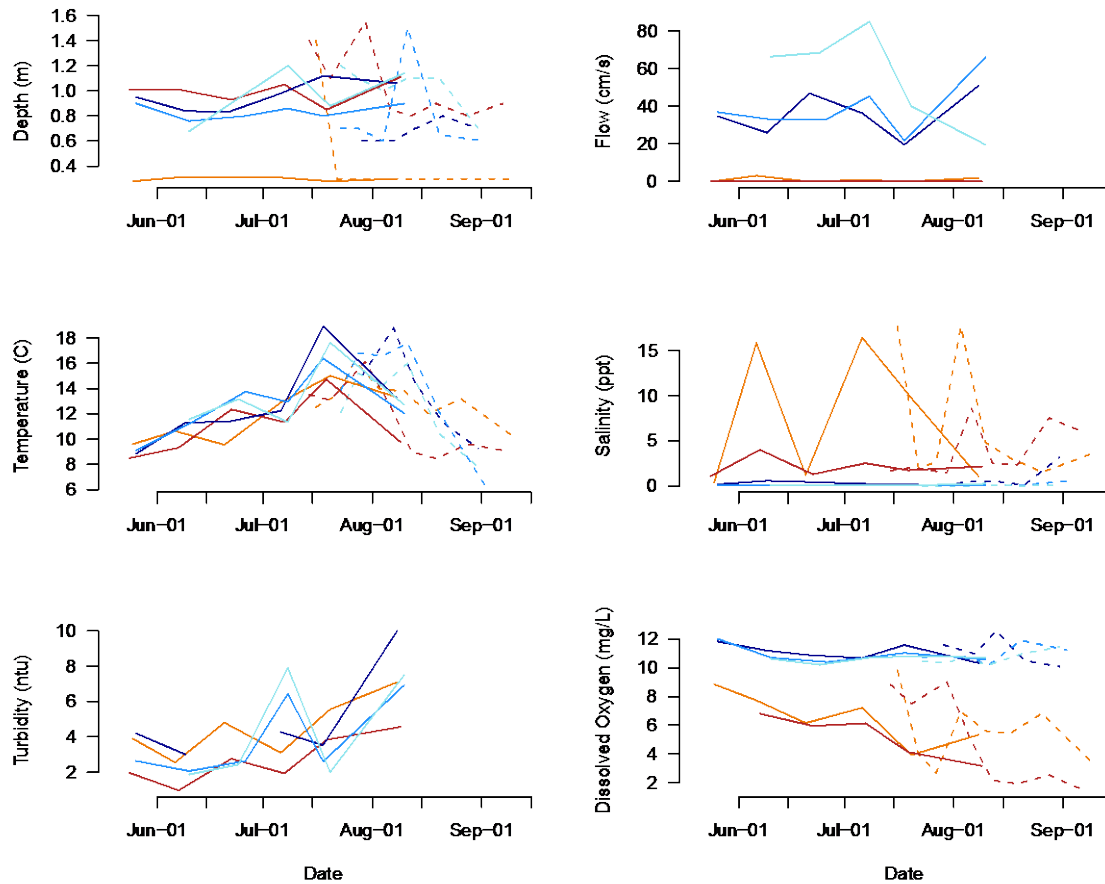 Depth (m)
1.6
1.4
1.2
1.0
0.8
0.6
0.4
Jun−01 Jul−01 Aug−01 Sep−01
Flow (cm/s)
80
60
40
20
0
Jun−01 Jul−01 Aug−01 Sep−01
Temperature (C)
18
16
14
12
10
8
6
Jun−01 Jul−01 Aug−01 Sep−01
Salinity (ppt)
15
10
5
0
Jun−01 Jul−01 Aug−01 Sep−01
Turbidity (ntu)
10
8
6
4
2
Jun−01 Jul−01 Aug−01 Sep−01
Date
Dissolved Oxygen (mg/L)
12
10
8
6
4
2
Jun−01 Jul−01 Aug−01 Sep−01
Date